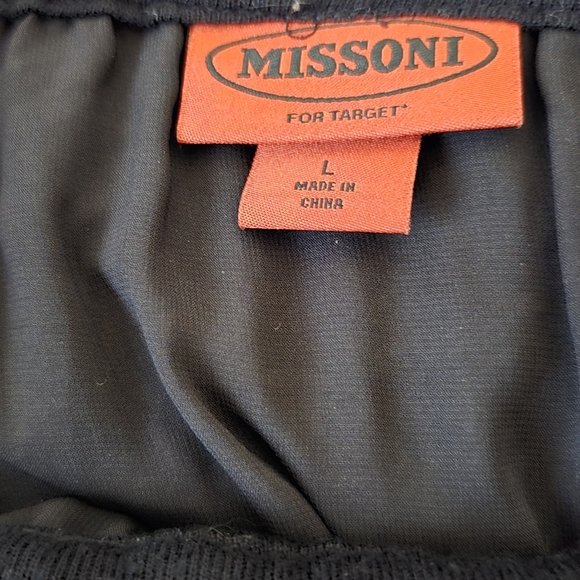 MISSONI
FOR TARGET*
L
MADE IN
CHINA